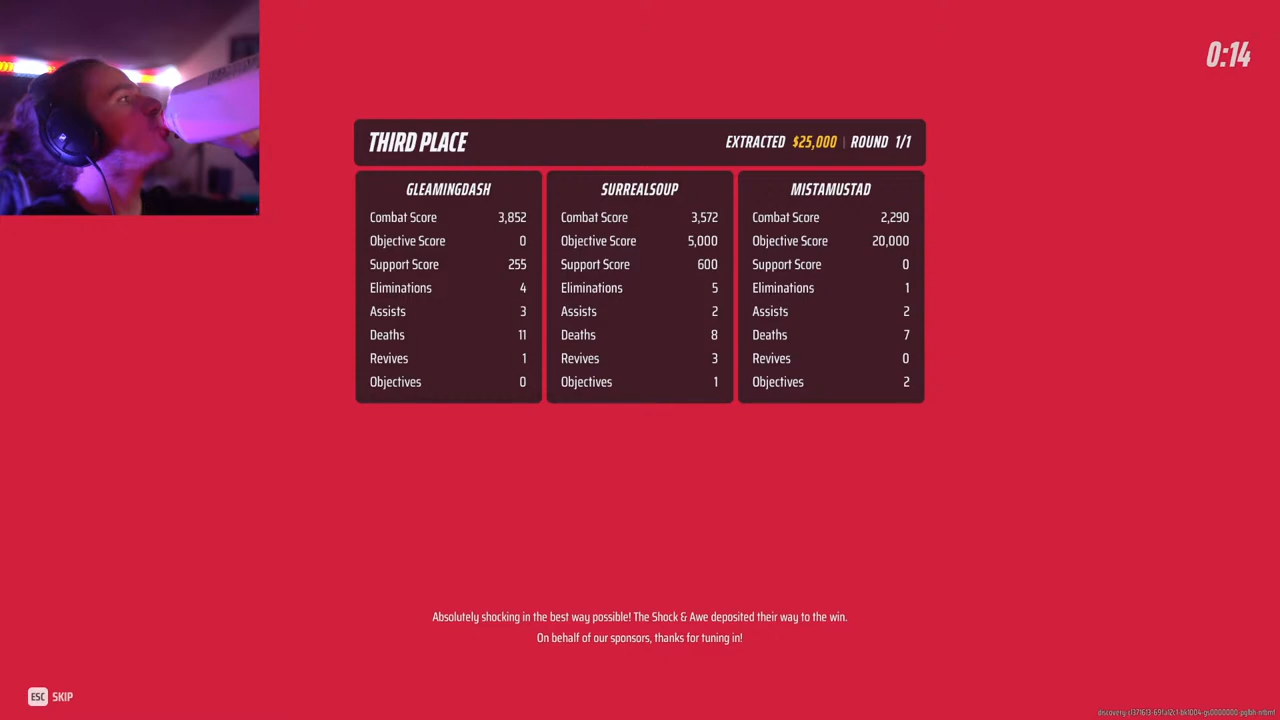 0:14
THIRD PLACE EXTRACTED $25,000 | ROUND 1/1
GLEAMINGDASH
Combat Score 3,852
Objective Score 0
Support Score 255
Eliminations 4
Assists 3
Deaths 11
Revives 1
Objectives 0
SURREALSOUP
Combat Score 3,572
Objective Score 5,000
Support Score 600
Eliminations 5
Assists 2
Deaths 8
Revives 3
Objectives 1
MISTAMUSTAD
Combat Score 2,290
Objective Score 20,000
Support Score 0
Eliminations 1
Assists 2
Deaths 7
Revives 0
Objectives 2
Absolutely shocking in the best way possible! The Shock & Awe deposited their way to the win.
On behalf of our sponsors, thanks for tuning in!
ESC SKIP